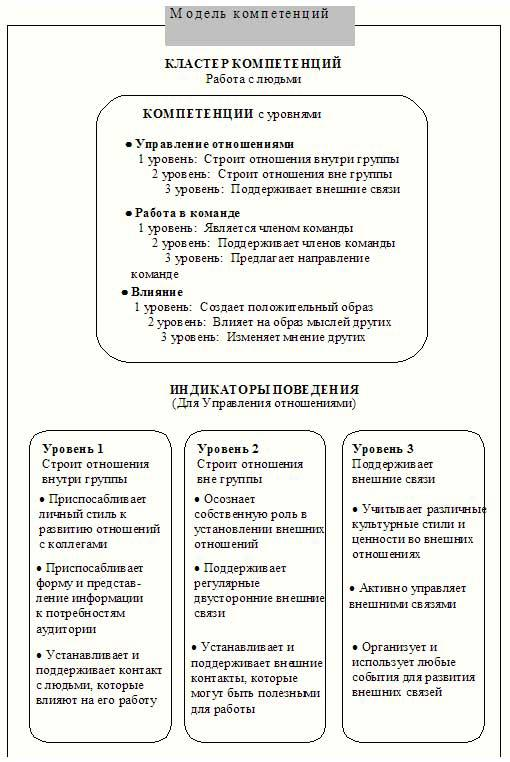 Модель компетенций
КЛАСТЕР КОМПЕТЕНЦИЙ
Работа с людьми
КОМПЕТЕНЦИИ с уровнями
● Управление отношениями
1 уровень: Строит отношения внутри группы
2 уровень: Строит отношения вне группы
3 уровень: Поддерживает внешние связи
● Работа в команде
1 уровень: Является членом команды
2 уровень: Поддерживает членов команды
3 уровень: Предлагает направление
команде
● Влияние
1 уровень: Создает положительный образ
2 уровень: Влияет на образ мыслей других
3 уровень: Изменяет мнение других
ИНДИКАТОРЫ ПОВЕДЕНИЯ
(Для Управления отношениями)
Уровень 1
Строит отношения
внутри группы
● Приспосабливает
личный стиль к
развитию отношений
с коллегами
● Приспосабливает
форму и представ-
ление информации
к потребностям
аудитории
● Устанавливает и
поддерживает контакт
с людьми, которые
влияют на его работу
Уровень 2
Строит отношения
вне группы
● Осознает
собственную роль в
установлении внешних
отношений
● Поддерживает
регулярные
двусторонние внешние
связи
● Устанавливает и
поддерживает внешние
контакты, которые
могут быть полезными
для работы
Уровень 3
Поддерживает
внешние связи
● Учитывает различные
культурные стили и
ценности во внешних
отношениях
● Активно управляет
внешними связями
● Организует и
использует любые
события для развития
внешних связей